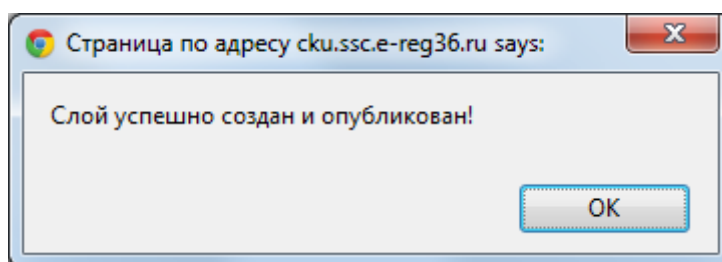 Страница по адресу cku.ssc.e-reg36.ru says:
Слой успешно создан и опубликован!
OK